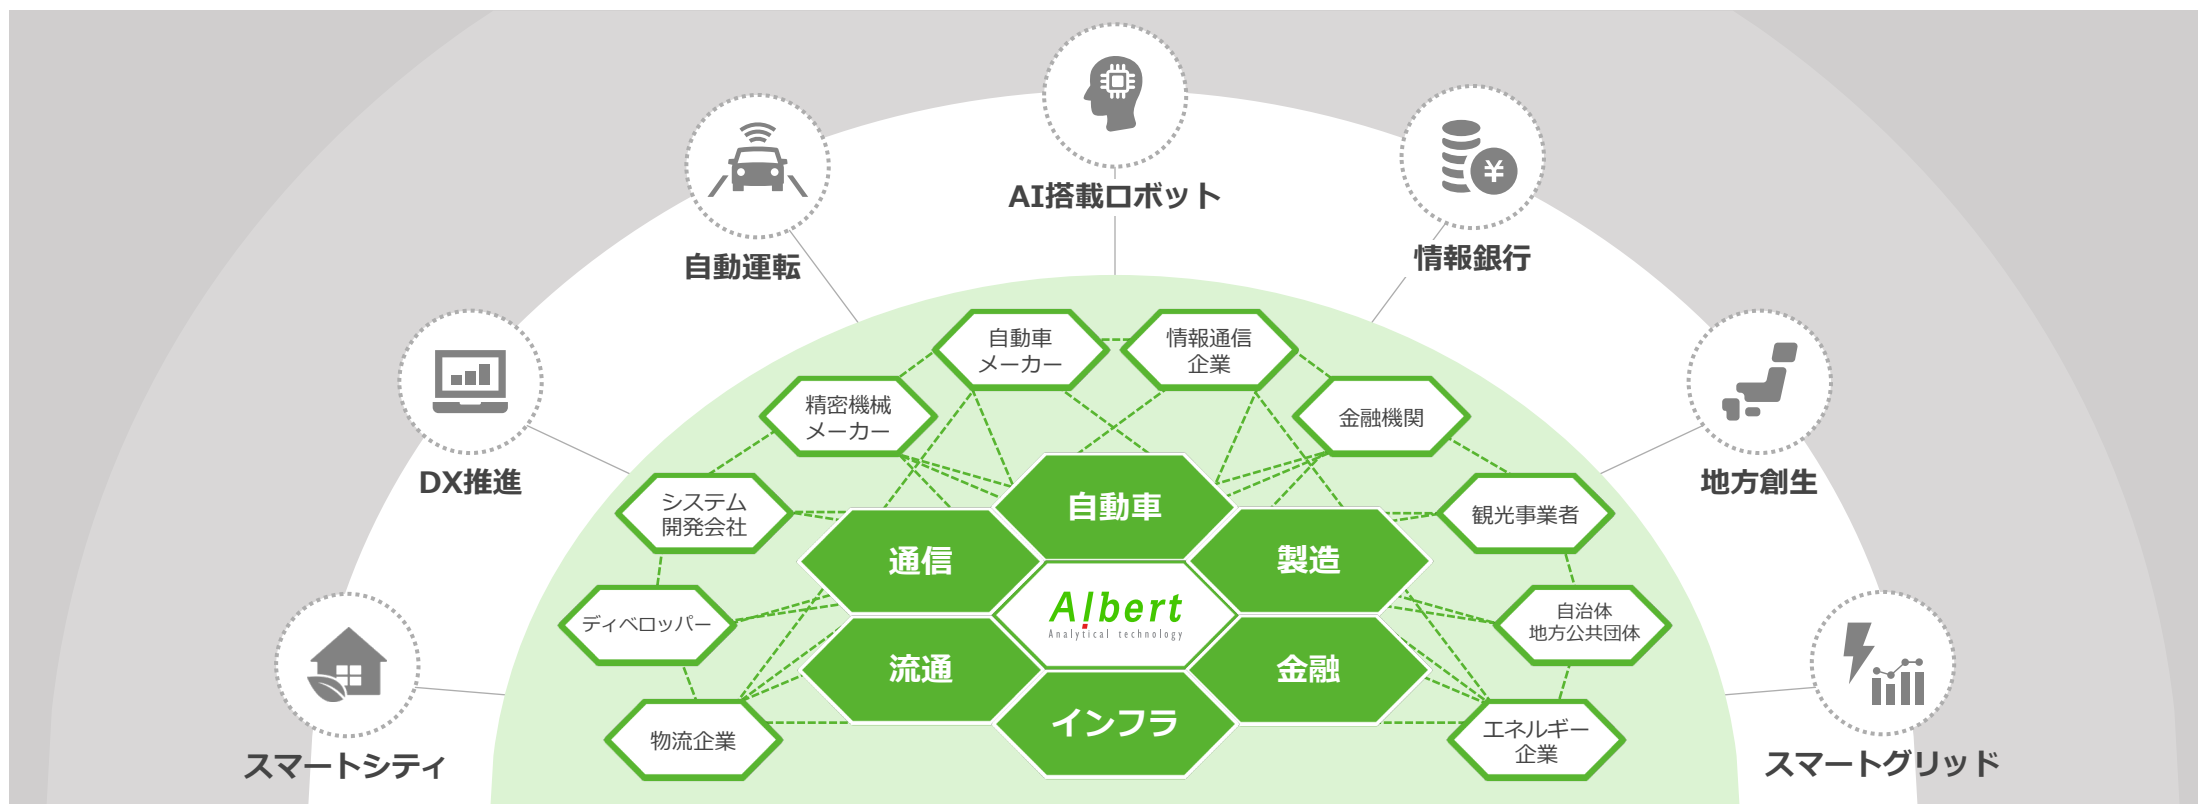 AI搭載ロボット
自動運転
情報銀行
DX推進
地方創生
スマートシティ
スマートグリッド
自動車
メーカー
情報通信
企業
精密機械
メーカー
金融機関
システム
開発会社
観光事業者
ディベロッパー
自治体
地方公共団体
物流企業
エネルギー
企業
自動車
通信
製造
Albert
Analytical technology
流通
金融
インフラ
¥